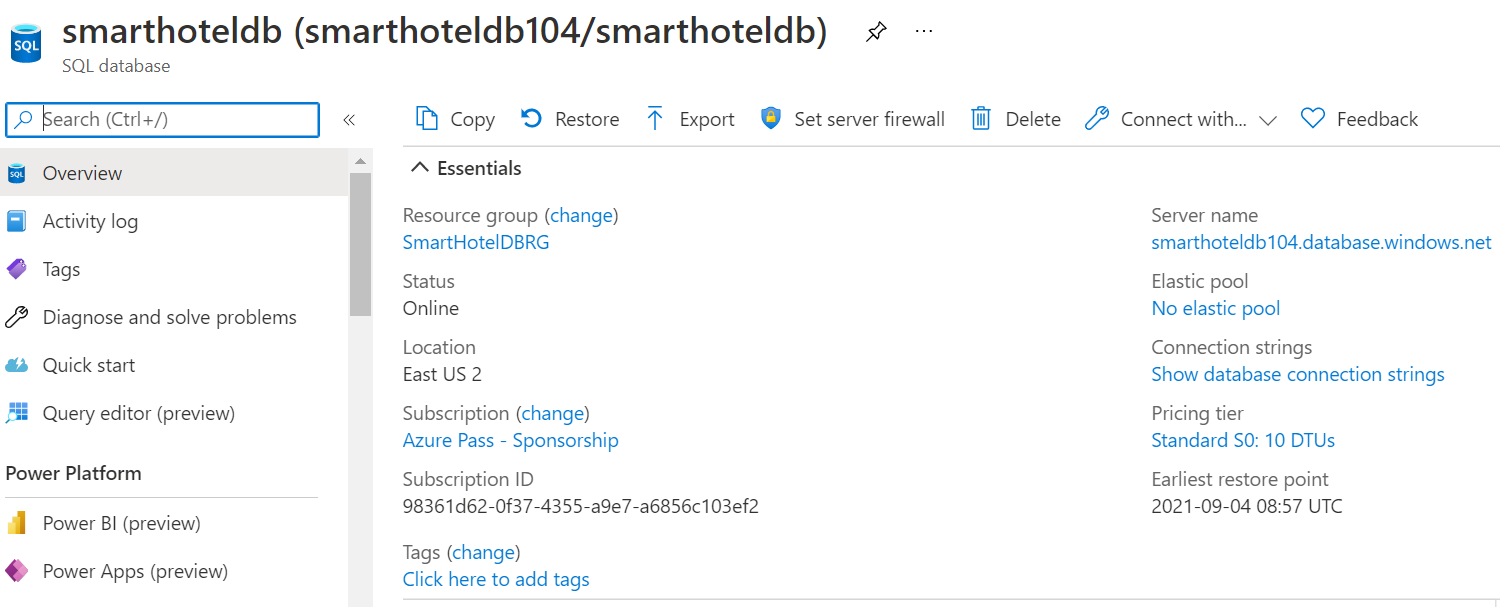 smarthoteldb (smarthoteldb104/smarthoteldb) ...
SQL
SQL database
Search (Ctrl+/)
«
SQL
Overview
Activity log
Tags
Diagnose and solve problems
Quick start
Query editor (preview)
Power Platform
Power BI (preview)
Power Apps (preview)
Copy Restore Export Set server firewall Delete Connect with... Feedback
Essentials
Resource group (change)
SmartHotelDBRG
Status
Online
Location
East US 2
Subscription (change)
Azure Pass - Sponsorship
Subscription ID
98361d62-0f37-4355-a9e7-a6856c103ef2
Tags (change)
Click here to add tags
Server name
smarthoteldb104.database.windows.net
Elastic pool
No elastic pool
Connection strings
Show database connection strings
Pricing tier
Standard S0: 10 DTUs
Earliest restore point
2021-09-04 08:57 UTC